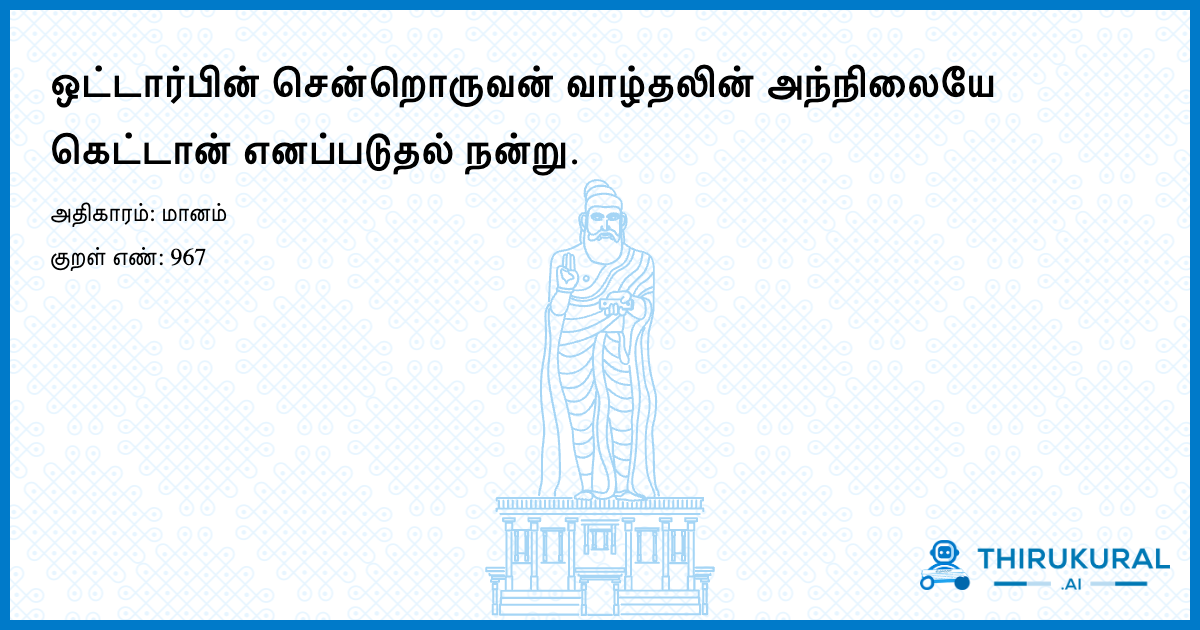 ஒட்டார்பின் சென்றொருவன் வாழ்தலின் அந்நிலையே
கெட்டான் எனப்படுதல் நன்று.
அதிகாரம்: மானம்
குறள் எண்: 967
THIRUKURAL
.AI